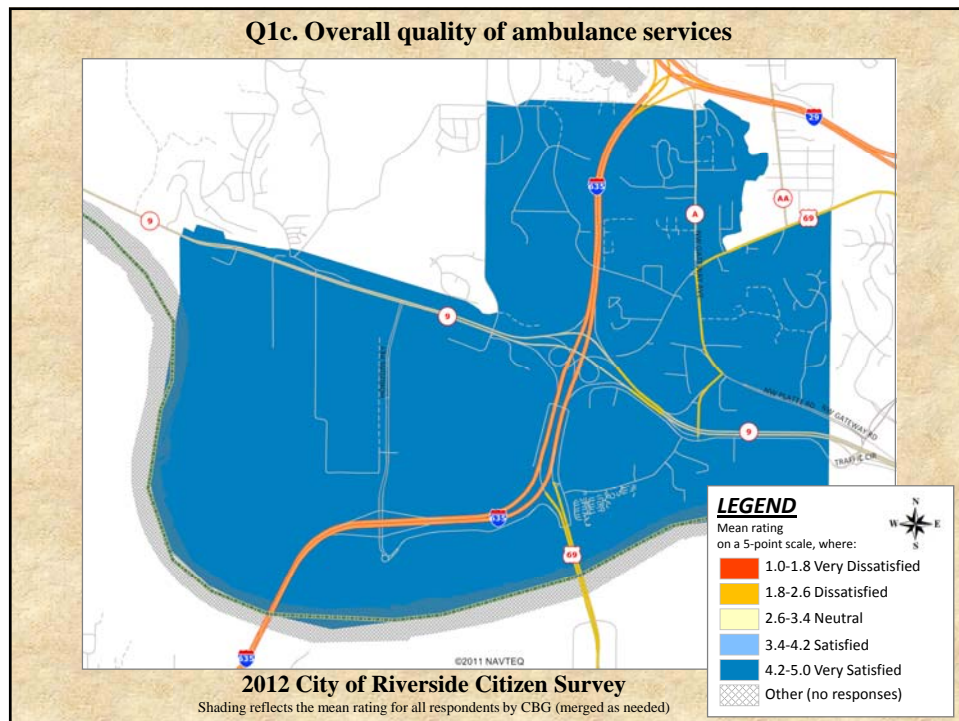 Q1c. Overall quality of ambulance services
29
635
A
AA
69
9
9
NW PLATTE RD
NW GATEWAY RD
9
TRAFFIC CIR
635
69
635
©2011 NAVTEQ
LEGEND
Mean rating
on a 5-point scale, where:
N
W E
S
1.0-1.8 Very Dissatisfied
1.8-2.6 Dissatisfied
2.6-3.4 Neutral
3.4-4.2 Satisfied
4.2-5.0 Very Satisfied
Other (no responses)
2012 City of Riverside Citizen Survey
Shading reflects the mean rating for all respondents by CBG (merged as needed)